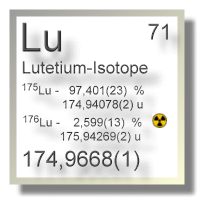 Lu 71
Lutetium-Isotope
175Lu - 97,401(23) %
174,94078(2) u
176Lu - 2,599(13) %
175,94269(2) u
174,9668(1)